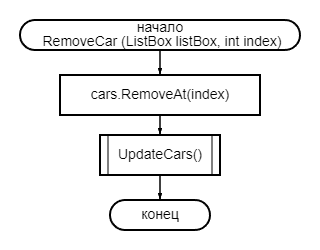 начало
RemoveCar (ListBox listBox, int index)
cars.RemoveAt(index)
UpdateCars()
конец